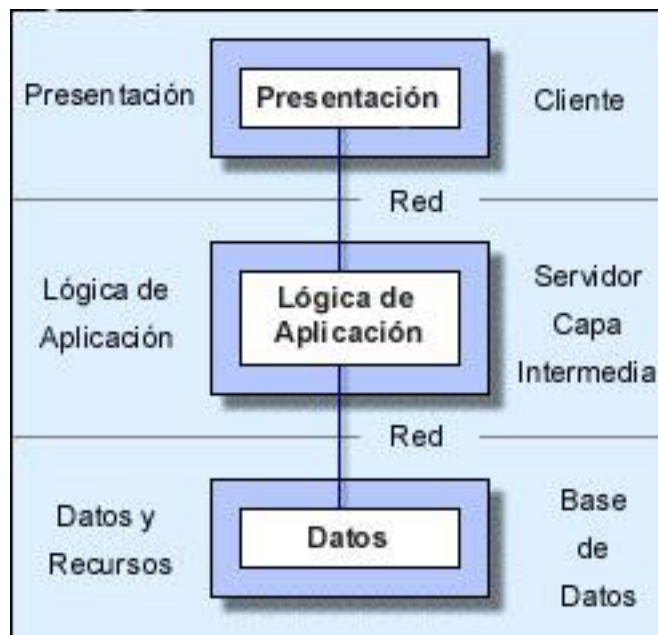 Presentación
Presentación
Cliente
Red
Lógica de
Aplicación
Lógica de
Aplicación
Servidor
Capa
Intermedia
Red
Datos y
Recursos
Datos
Base
de
Datos